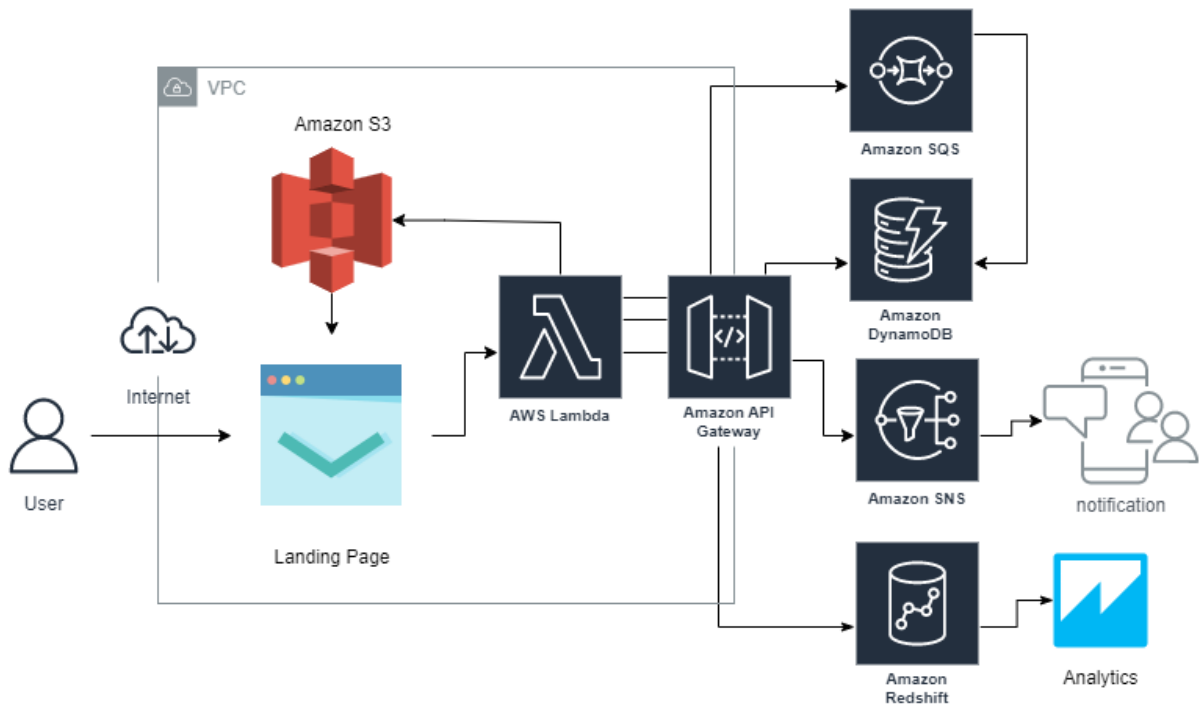 VPC
Amazon S3
Amazon SQS
Amazon
DynamoDB
Internet
AWS Lambda
</>
Amazon API
Gateway
User
Landing Page
Amazon SNS
notification
Amazon
Redshift
Analytics